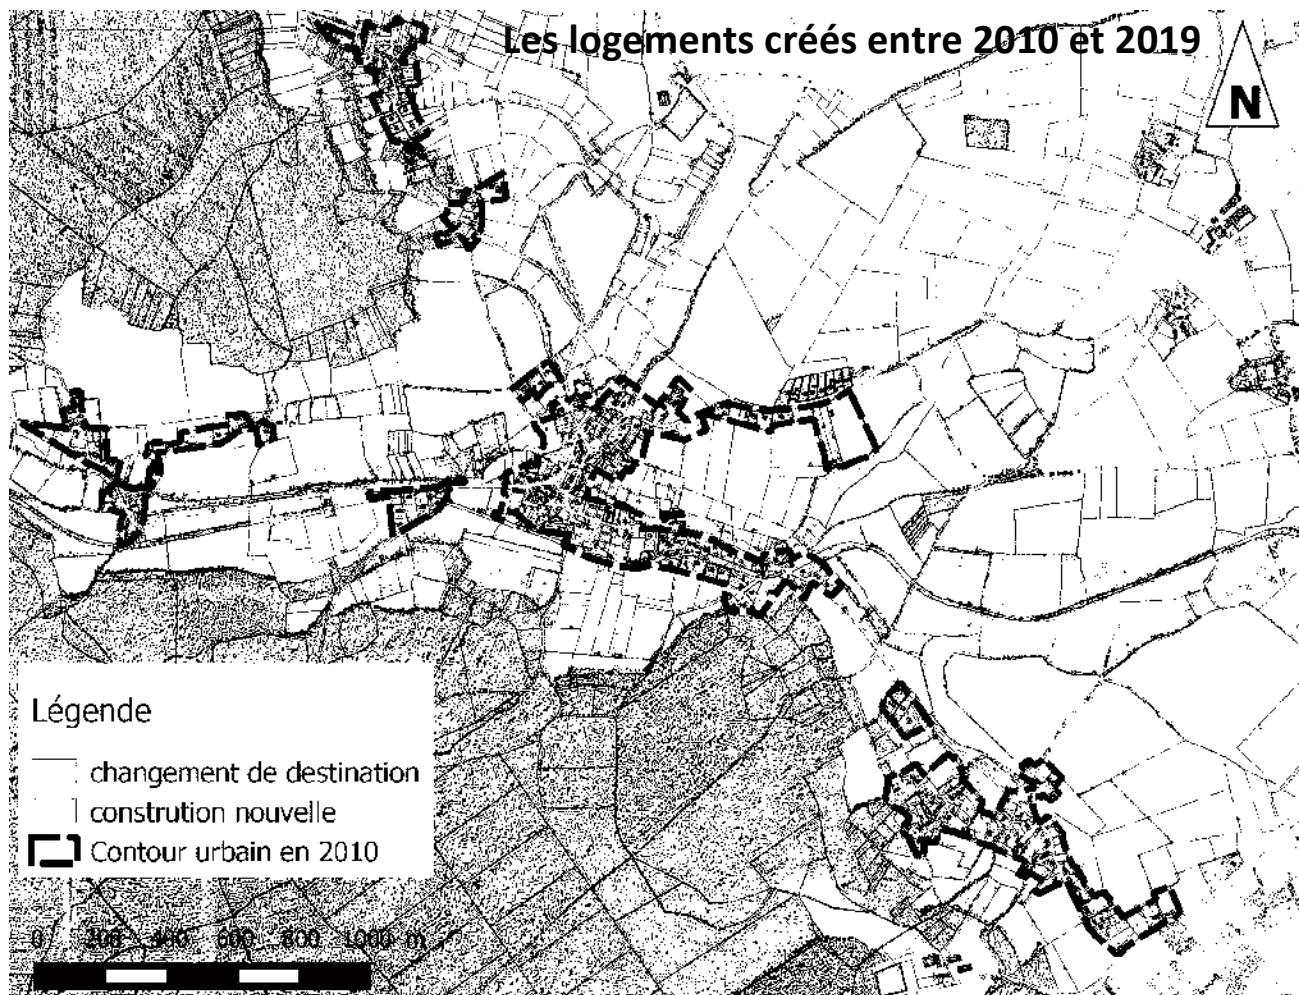 Les logements créés entre 2010 et 2019
N
Légende
changement de destination
constrution nouvelle
Contour urbain en 2010
0 200 400 600 800 1000 m